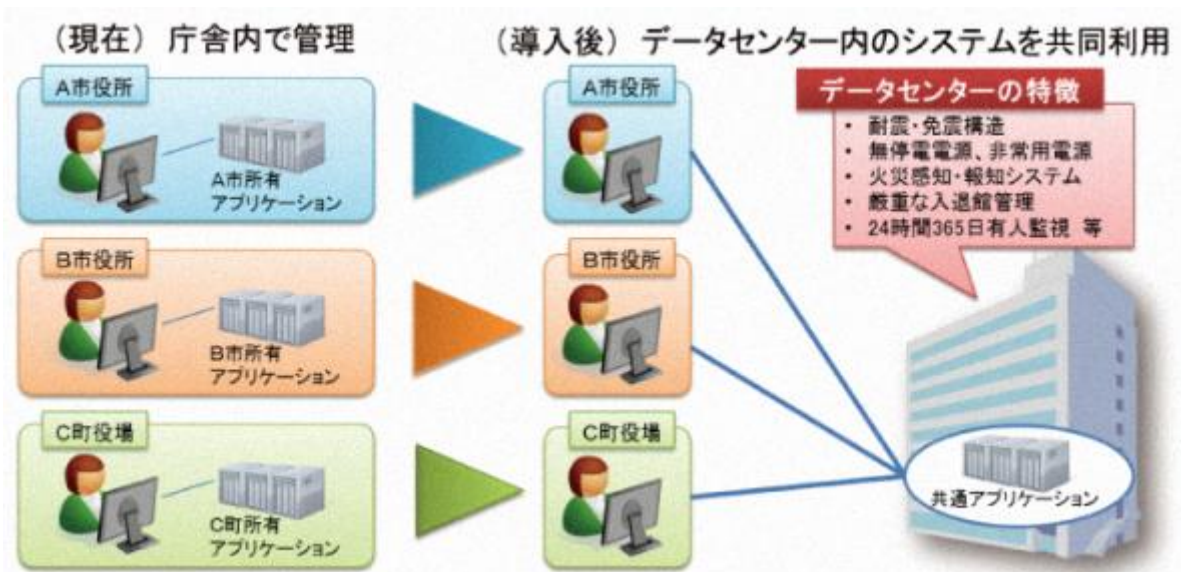 (現在) 庁舎内で管理
(導入後) データセンター内のシステムを共同利用
A市役所
A市所有
アプリケーション
B市役所
B市所有
アプリケーション
C町役場
C町所有
アプリケーション
A市役所
B市役所
C町役場
データセンターの特徴
・ 耐震・免震構造
・ 無停電電源、非常用電源
・ 火災感知・報知システム
・ 厳重な入退館管理
・ 24時間365日有人監視 等
共通アプリケーション